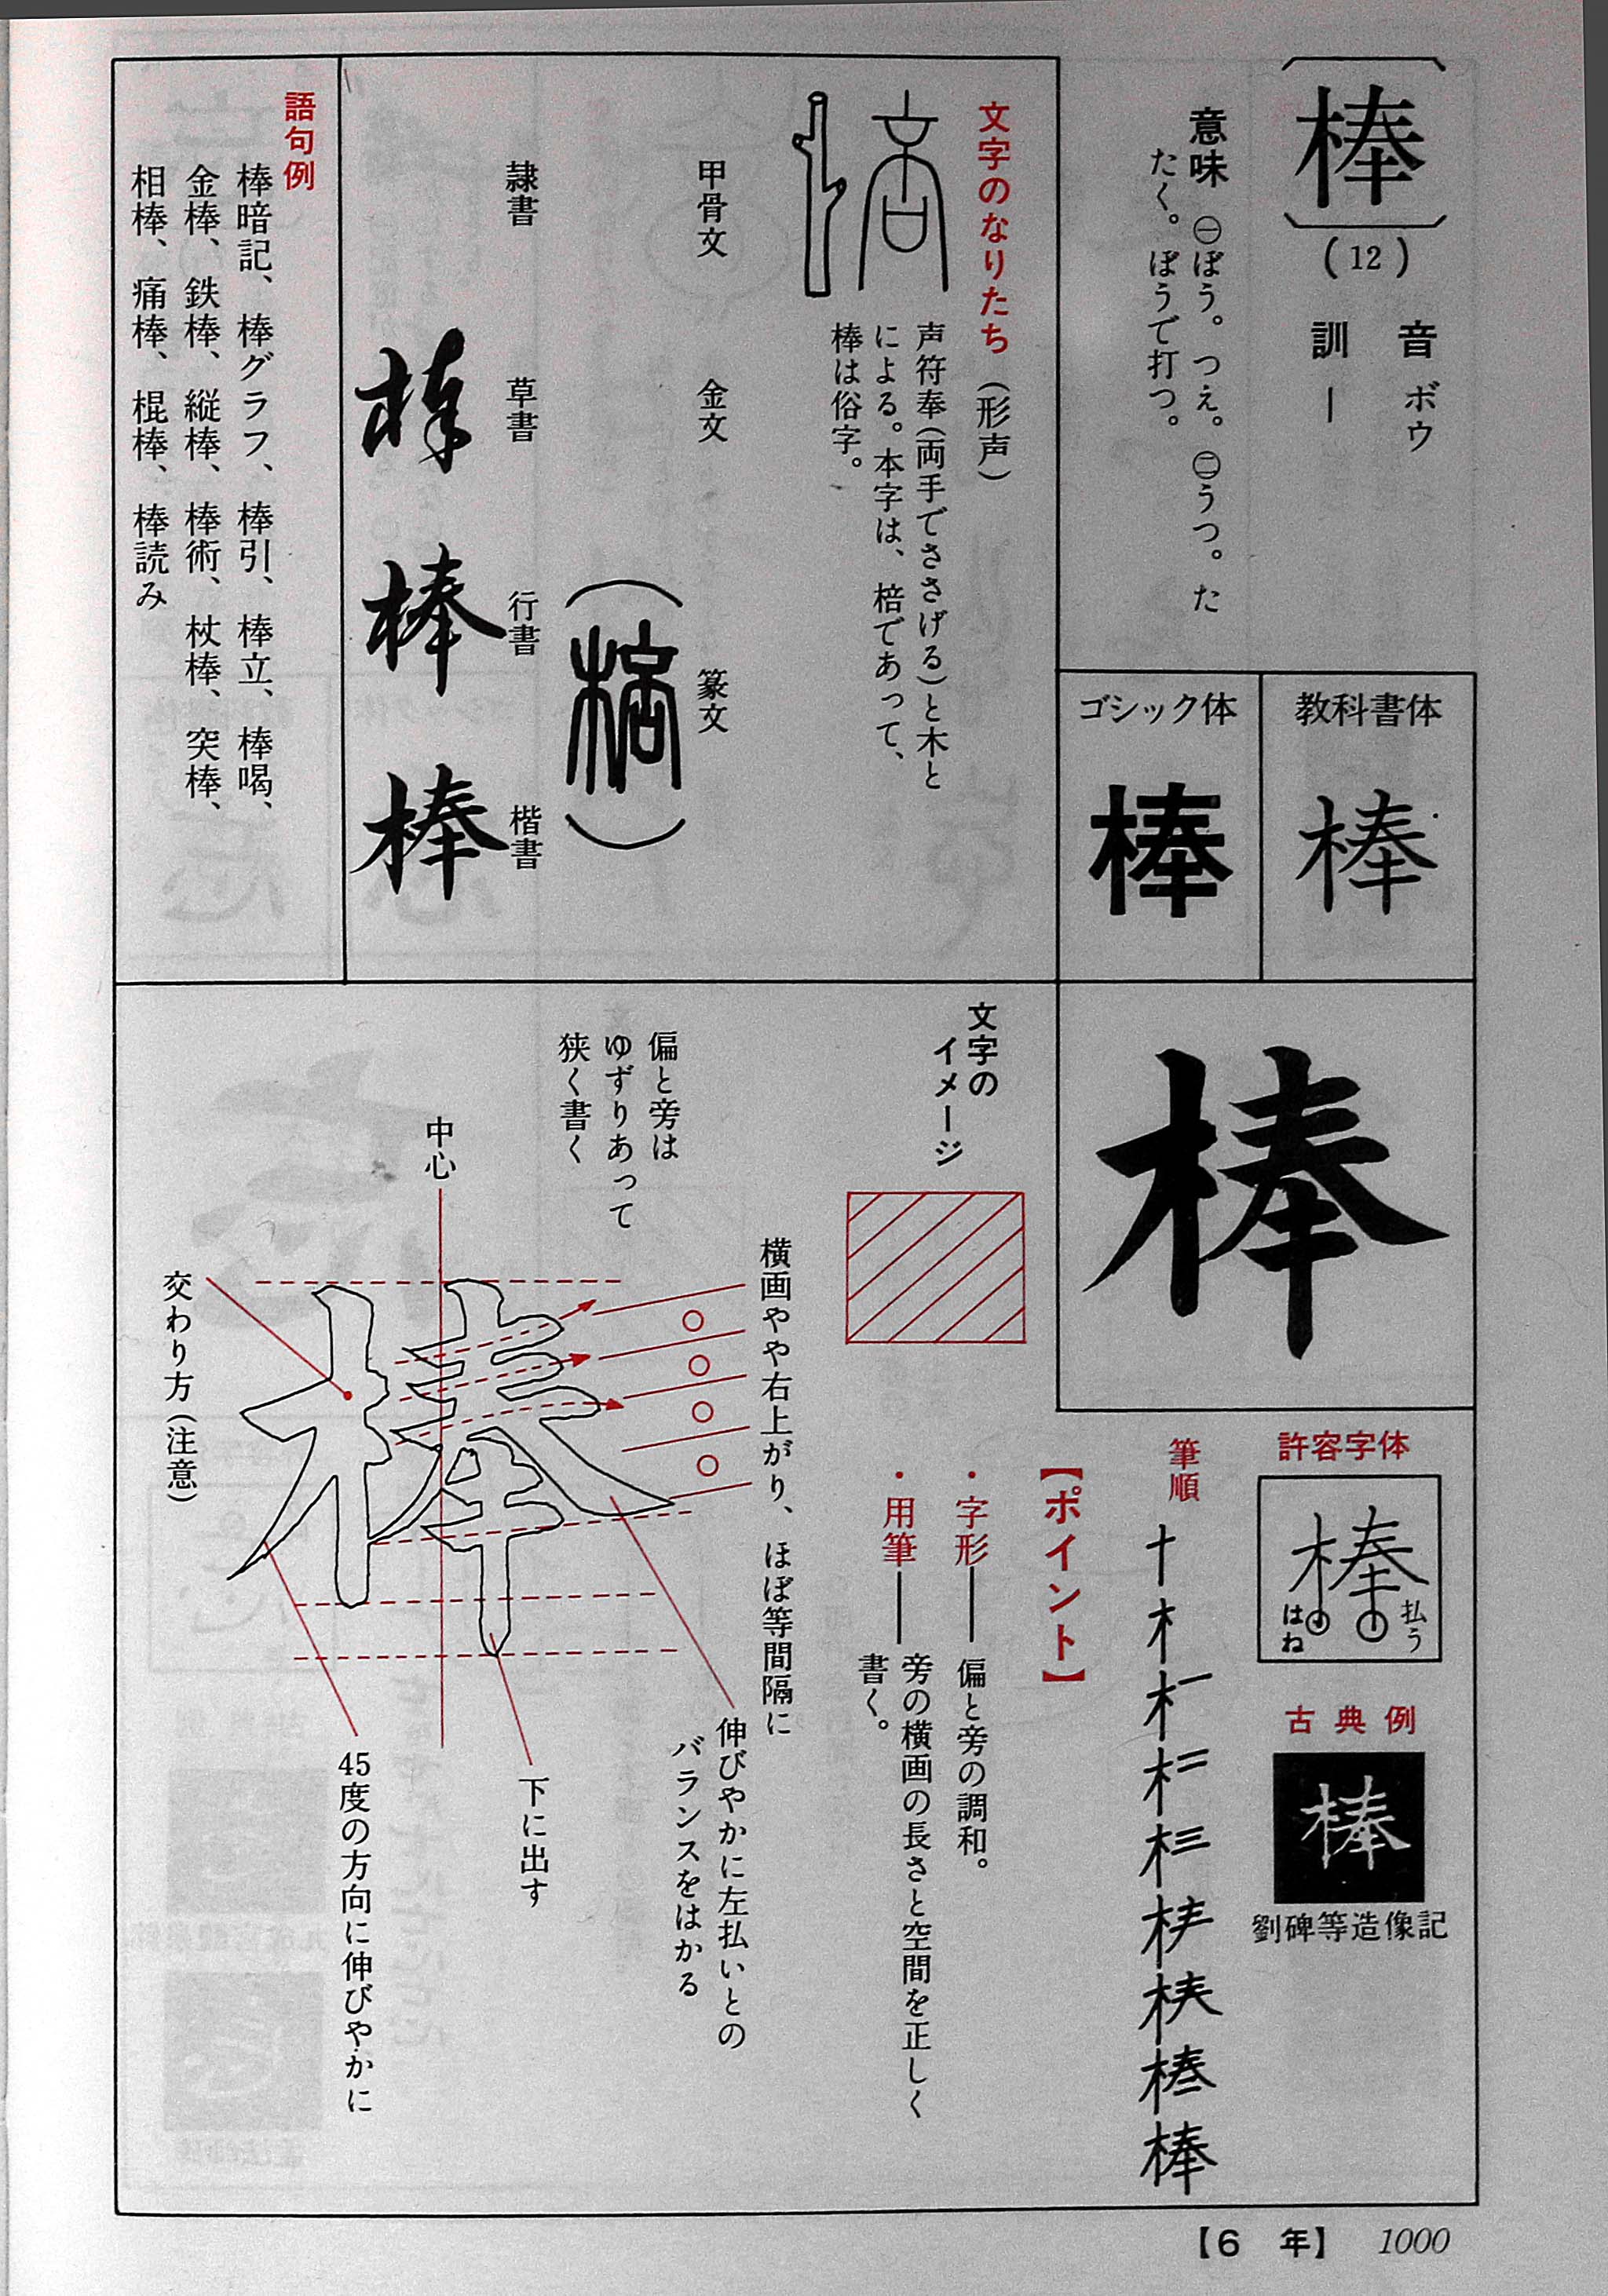 棒
(12)
音 ボウ
訓 ー
意味 ㊀ぼう。つえ。㊁うつ。た
たく。ぼうで打つ。
教科書体
棒
ゴシック体
棒
文字のなりたち(形声)
声符奉(両手でささげる)と木と
による。本字は、棓であって、
棒は俗字。
甲骨文
金文
篆文
(棓)
隷書
草書
行書
楷書
棒
棒
棒
語句例
棒暗記、棒グラフ、棒引、棒立、棒喝、
金棒、鉄棒、縦棒、棒術、杖棒、突棒、
相棒、痛棒、棍棒、棒読み
棒
許容字体
棒
払う
はね
古典例
棒
劉碑等造像記
筆順
棒
【ポイント】
・字形――偏と旁の調和。
・用筆――旁の横画の長さと空間を正しく
書く。
文字の
イメージ
横画やや右上がり、ほぼ等間隔に
偏と旁は
ゆずりあって
狭く書く
中心
交わり方(注意)
伸びやかに左払いとの
バランスをはかる
下に出す
45度の方向に伸びやかに
【6 年】 1000